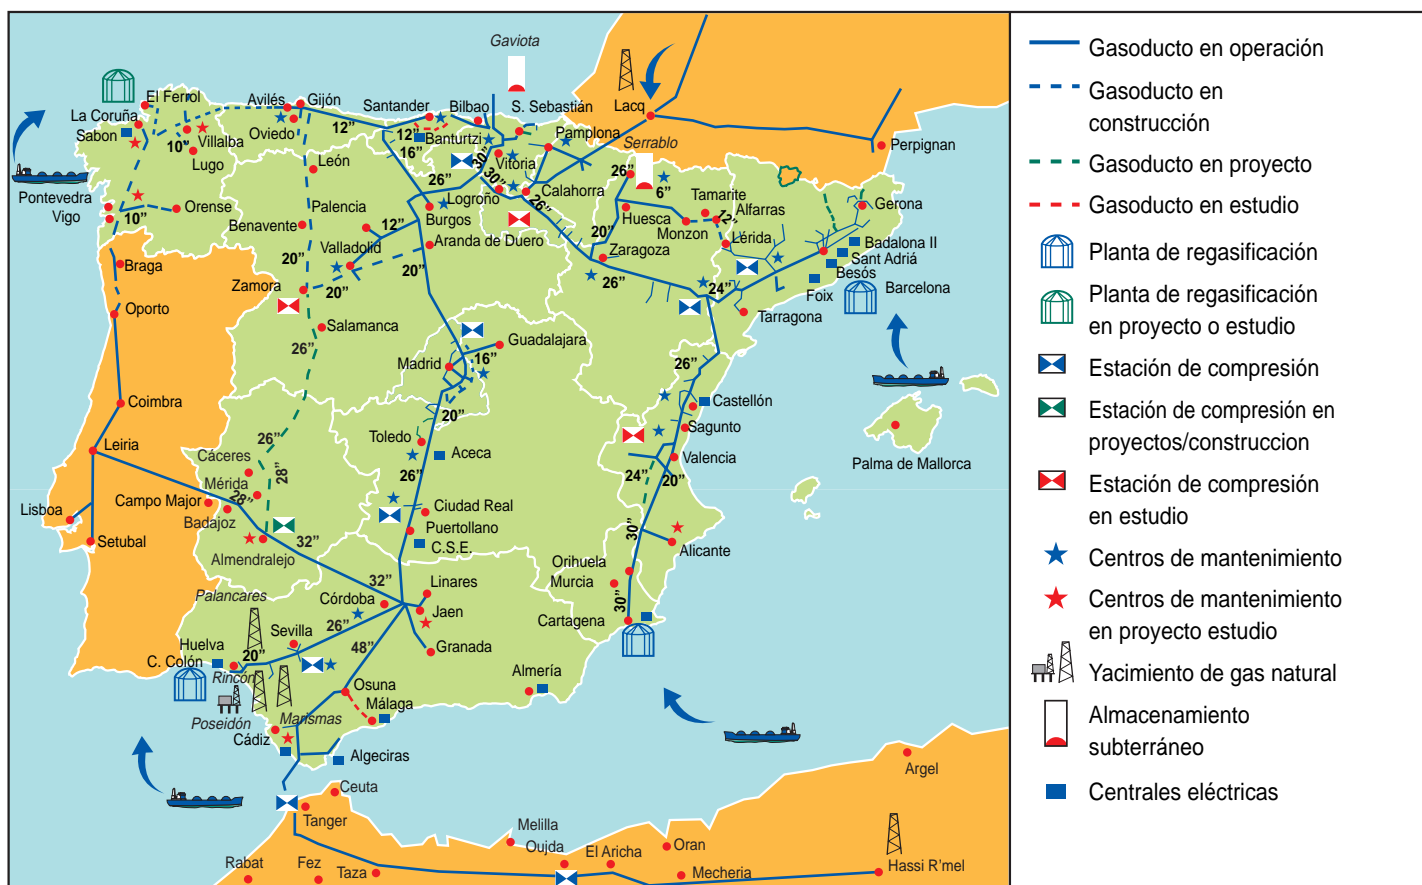 Gaviota
El Ferrol
La Coruña
Sabon
Avilés
Gijón
Oviedo
Santander
Bilbao
S. Sebastián
Lacq
Perpignan
12”
12”
Banturtzi
Pamplona
Serrablo
Villalba
10”
Lugo
16”
30”
Vitoria
León
26”
30”
Calahorra
26”
6”
Tamarite
Alfarras
Gerona
Pontevedra
Vigo
10”
Orense
Palencia
Logroño
26”
Huesca
12”
Benavente
12”
Burgos
Monzon
Lérida
Badalona II
Valladolid
Aranda de Duero
20”
Zaragoza
Sant Adriá
Besós
Braga
20”
20”
Zamora
20”
26”
24”
Foix
Barcelona
Oporto
Salamanca
Tarragona
26”
Guadalajara
Madrid
16”
26”
Coimbra
20”
Castellón
Toledo
Sagunto
26”
Leiria
Cáceres
Aceca
Valencia
Palma de Mallorca
28”
26”
24”
20”
Mérida
28”
Campo Major
Lisboa
Badajoz
Ciudad Real
Puertollano
Setubal
C.S.E.
30”
Alicante
32”
Almendralejo
Orihuela
Murcia
32”
Linares
Palancares
Córdoba
Jaen
30”
Cartagena
26”
Sevilla
Huelva
48”
Granada
C. Colón
20”
Rincón
Almería
Osuna
Málaga
Poseidón
Marismas
Cádiz
Algeciras
Argel
Ceuta
Tanger
Melilla
Oujda
El Aricha
Oran
Rabat
Fez
Taza
Mecheria
Hassi R’mel
Gasoducto en operación
Gasoducto en
construcción
Gasoducto en proyecto
Gasoducto en estudio
Planta de regasificación
Planta de regasificación
en proyecto o estudio
Estación de compresión
Estación de compresión en
proyectos/construccion
Estación de compresión
en estudio
Centros de mantenimiento
Centros de mantenimiento
en proyecto estudio
Yacimiento de gas natural
Almacenamiento
subterráneo
Centrales eléctricas